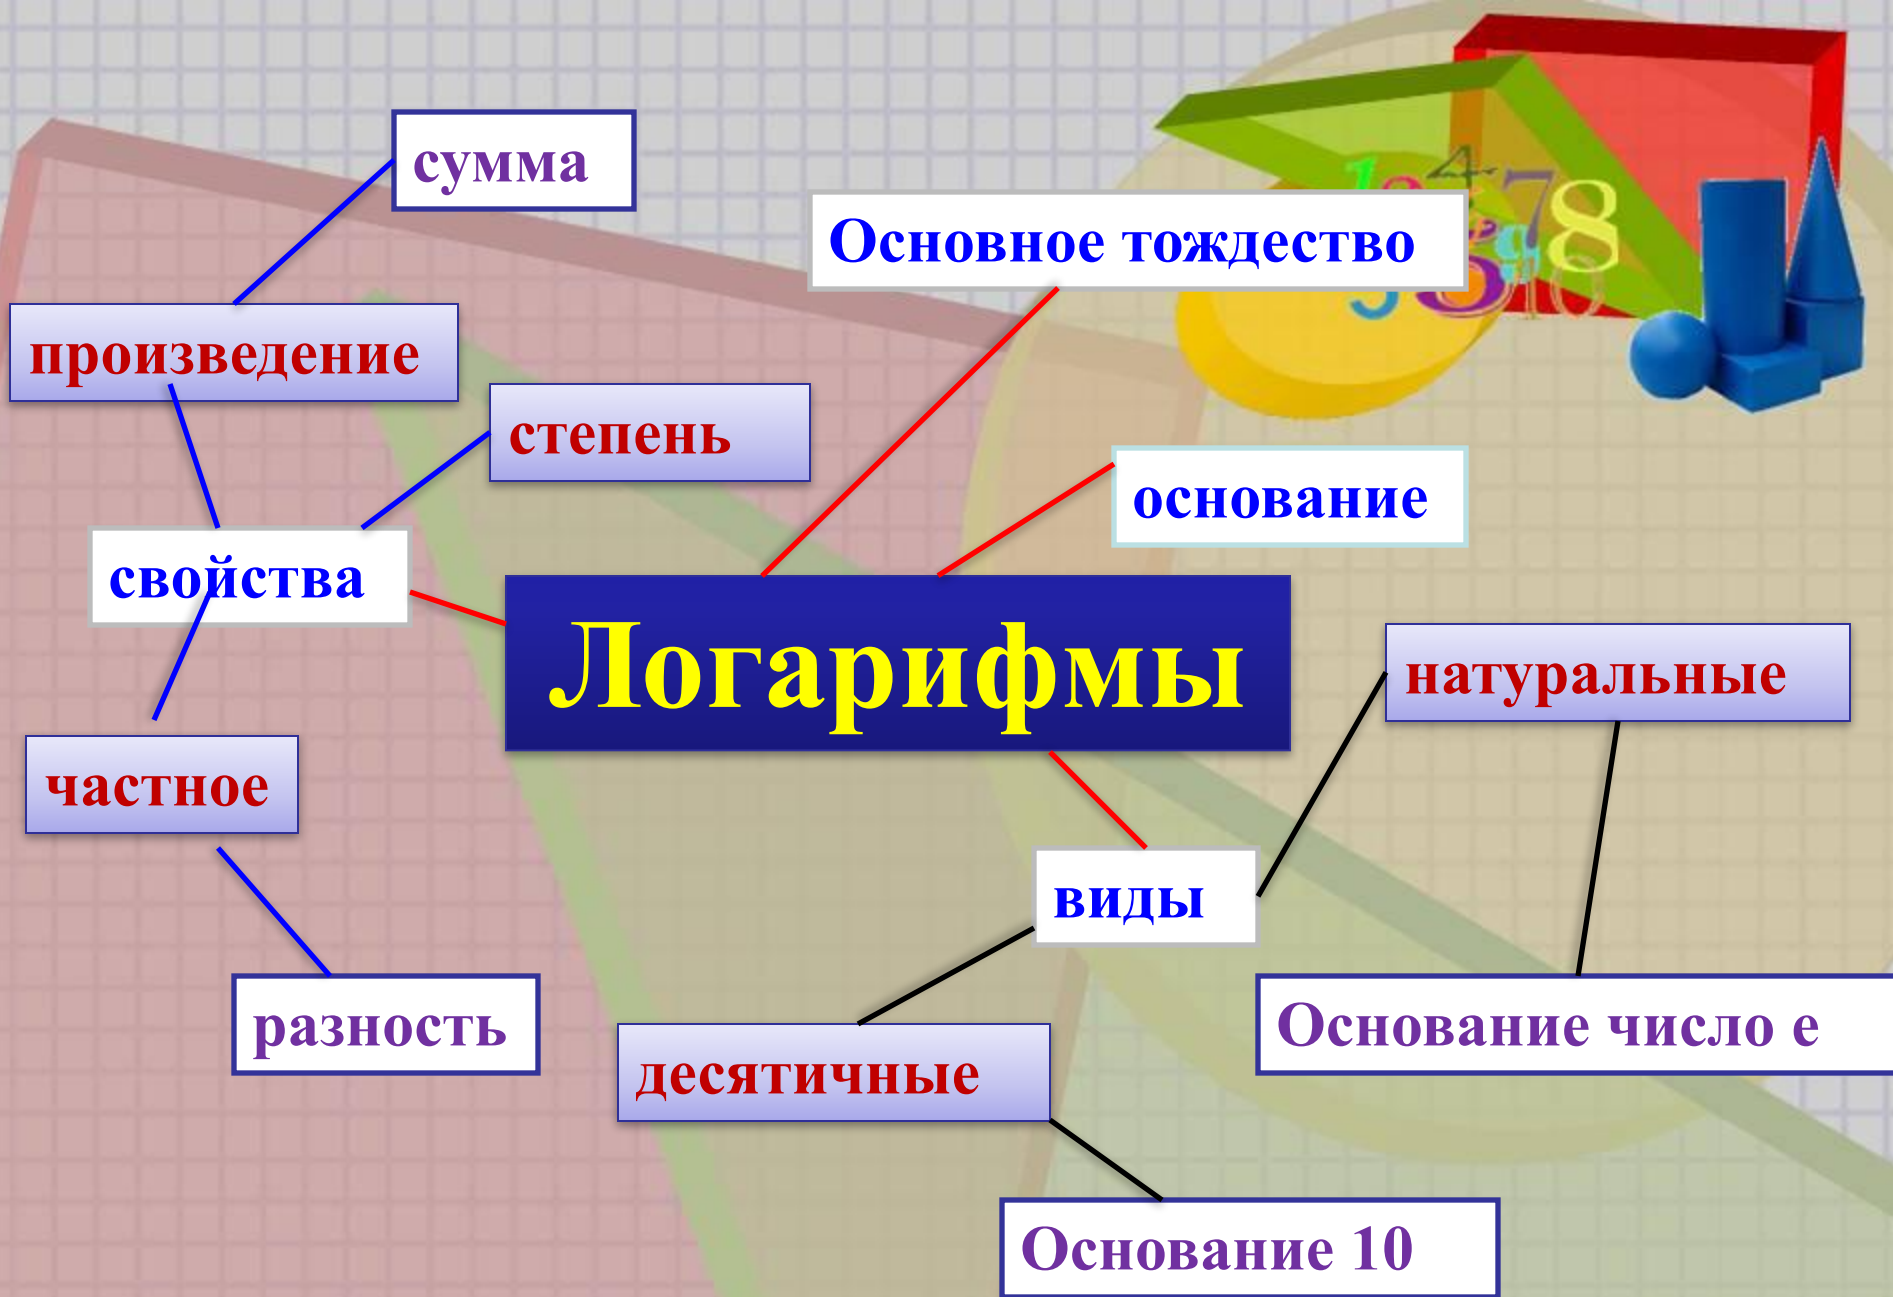 сумма
Основное тождество
произведение
степень
основание
свойства
Логарифмы
натуральные
частное
виды
разность
Основание число е
десятичные
Основание 10